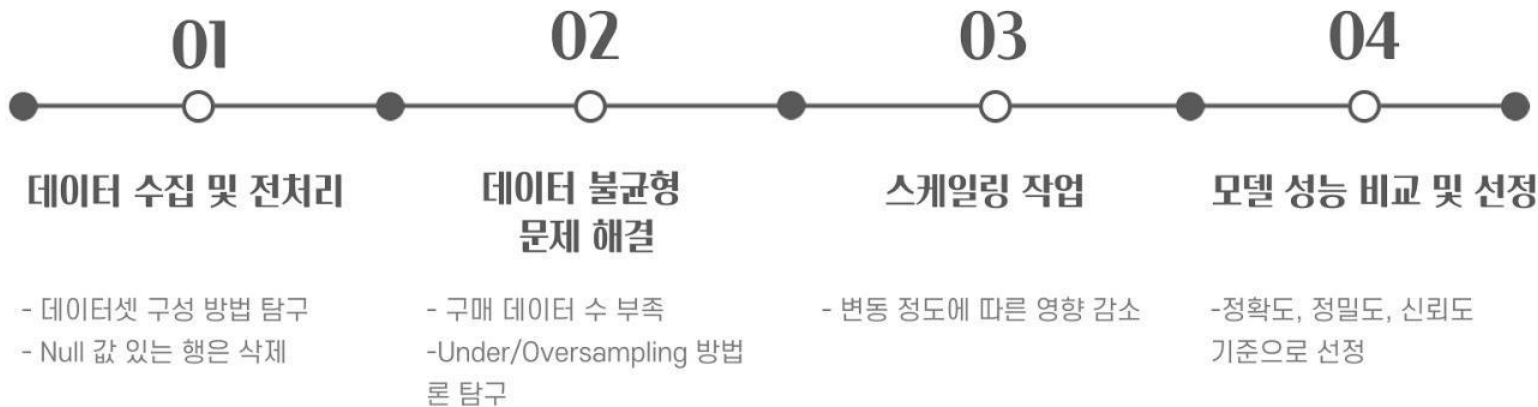 01
데이터 수집 및 전처리
- 데이터셋 구성 방법 탐구
- Null 값 있는 행은 삭제
02
데이터 불균형
문제 해결
- 구매 데이터 수 부족
-Under/Oversampling 방법
론 탐구
03
스케일링 작업
- 변동 정도에 따른 영향 감소
04
모델 성능 비교 및 선정
-정확도, 정밀도, 신뢰도
기준으로 선정